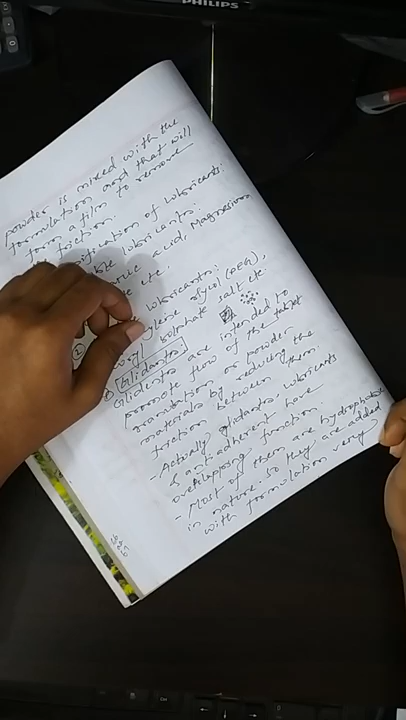 PHILIPS
powder is mixed with the
formulation and that will
form a film to remove
friction.
classification of lubricants:
lubricants:
acid, Magnesium
etc.
lubricants:
glycol (PEG),
sulphate salt etc
Glidants
Glidents are intended to
promote flow of the tablet
granulation or powder
materials by reducing the
friction between them
- Actually glidants, lubricants
& anti-adherent have
overlapping function
- Most of them are hydrophobic
in nature. so they are added
with formulation very